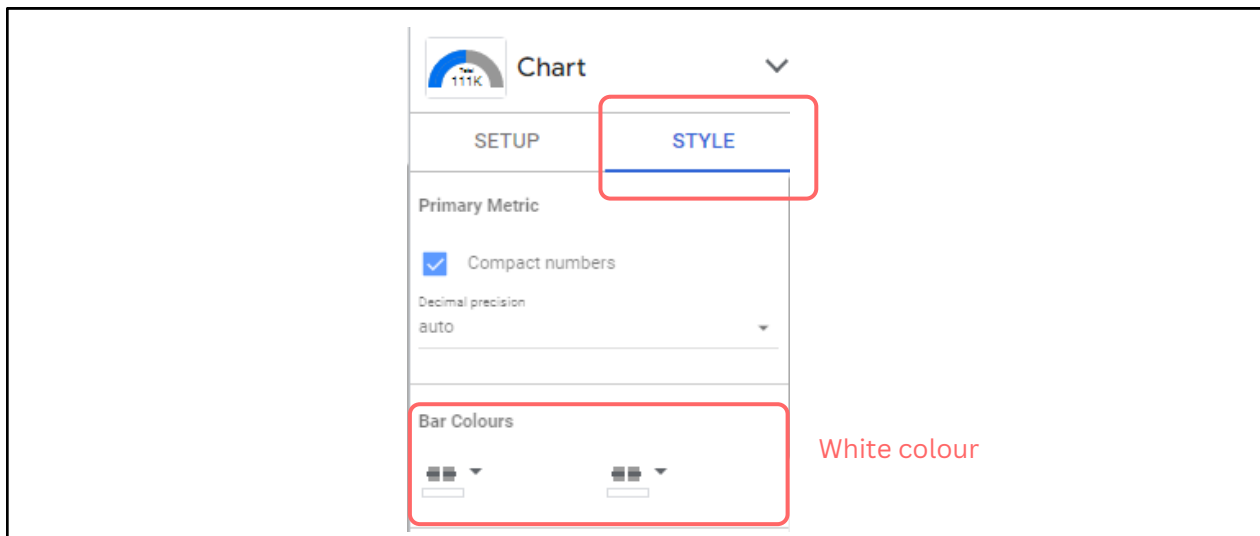 Total
111K
Chart
SETUP
STYLE
Primary Metric
Compact numbers
Decimal precision
auto
Bar Colours
White colour